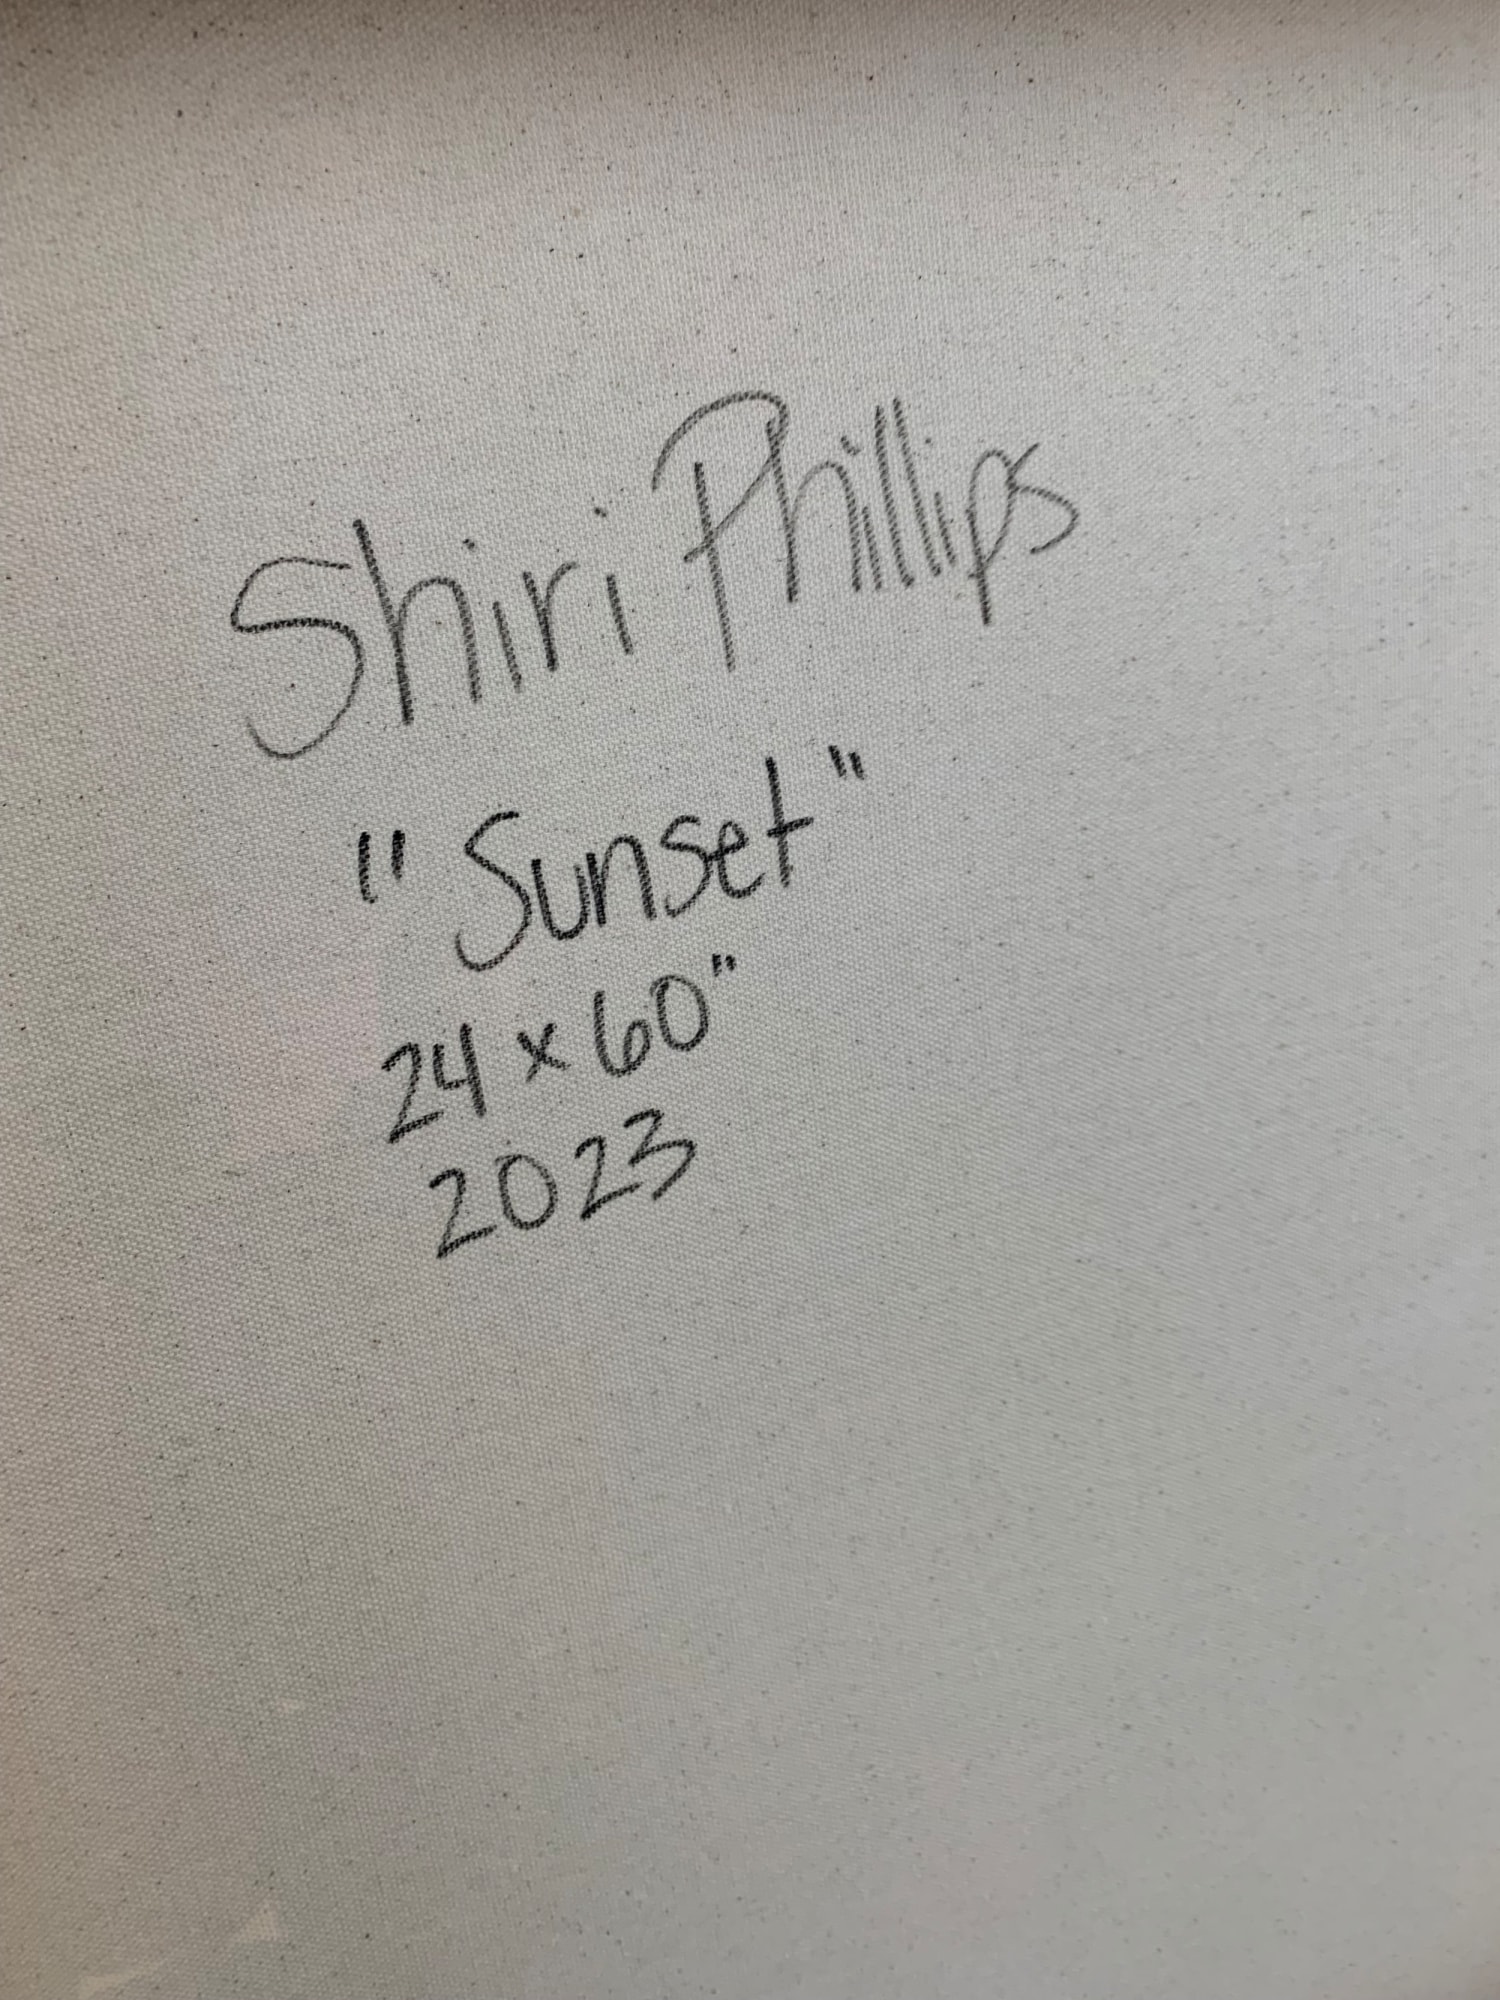 Shiri Phillips
"Sunset"
24 x 60"
2023